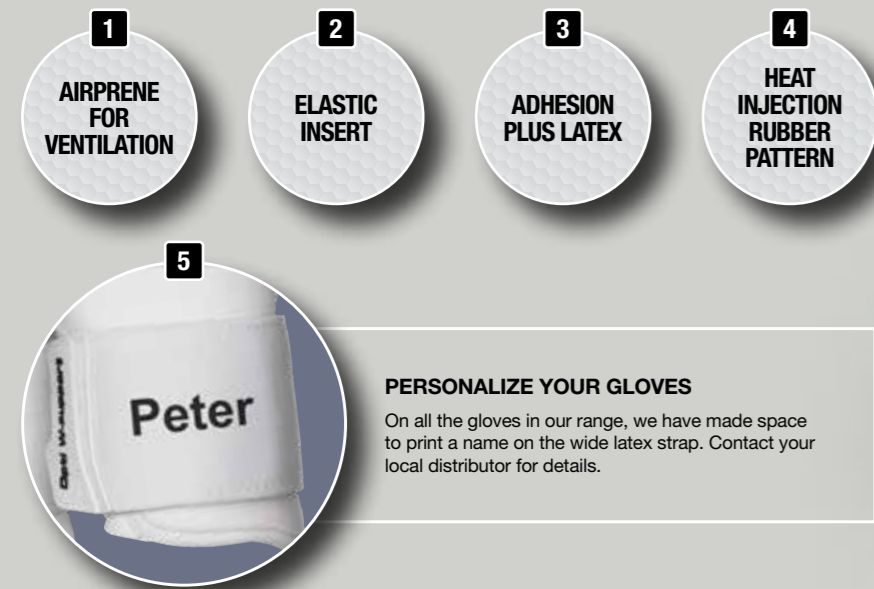 1
AIRPRENE
FOR
VENTILATION
2
ELASTIC
INSERT
3
ADHESION
PLUS LATEX
4
HEAT
INJECTION
RUBBER
PATTERN
5
Opti W-support
Peter
PERSONALIZE YOUR GLOVES
On all the gloves in our range, we have made space
to print a name on the wide latex strap. Contact your
local distributor for details.